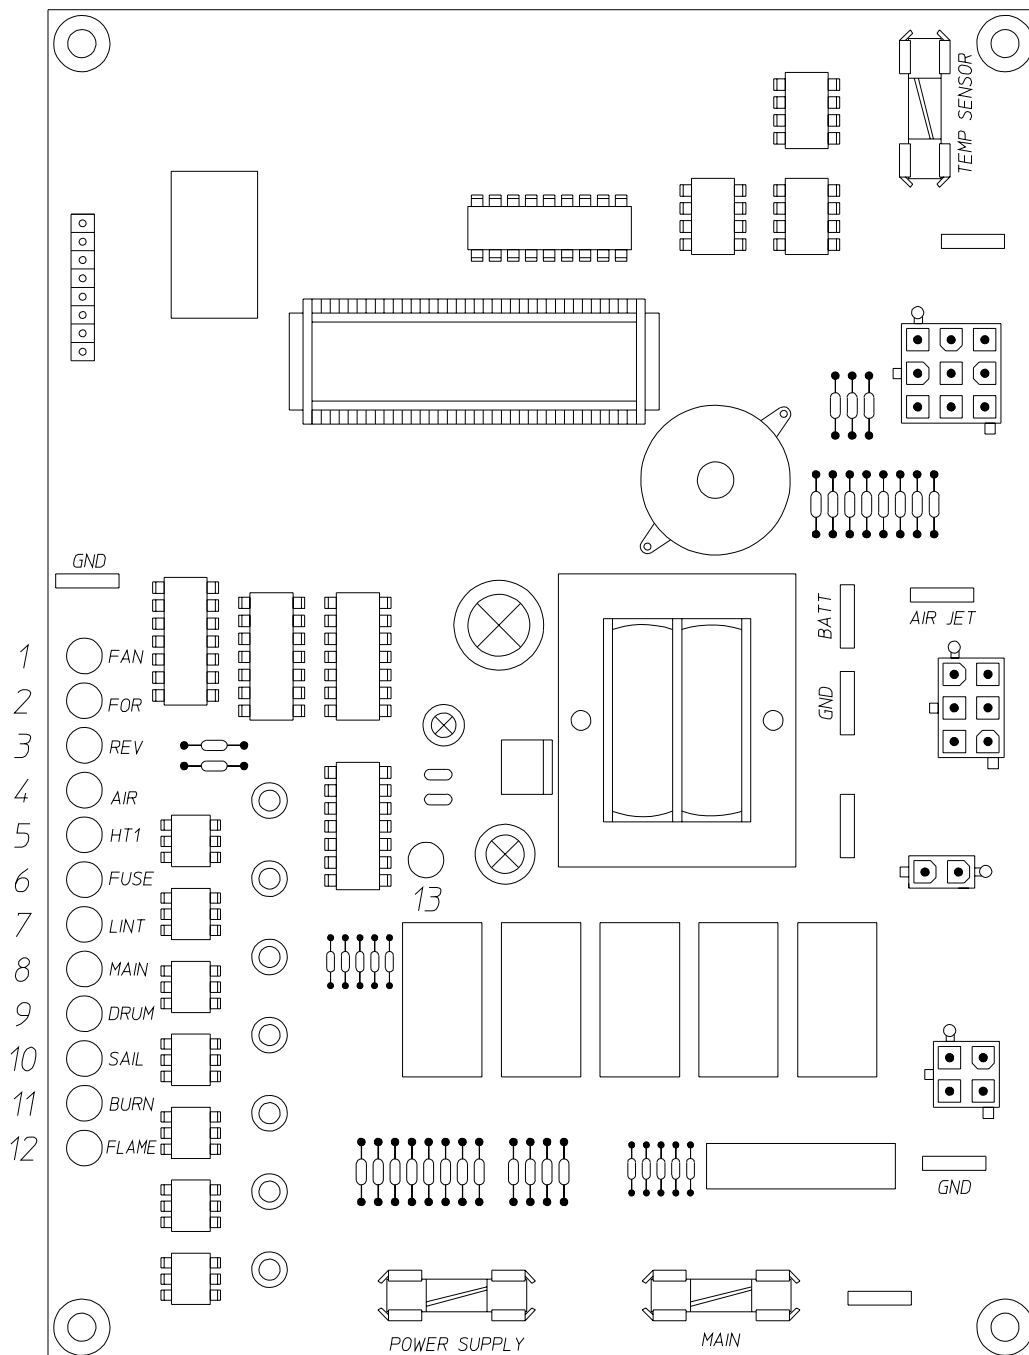 TEMP SENSOR
GND
BATT
AIR JET
GND
1 FAN
2 FOR
3 REV
4 AIR
5 HT1
6 FUSE
7 LINT
8 MAIN
9 DRUM
10 SAIL
11 BURN
12 FLAME
13
GND
POWER SUPPLY
MAIN